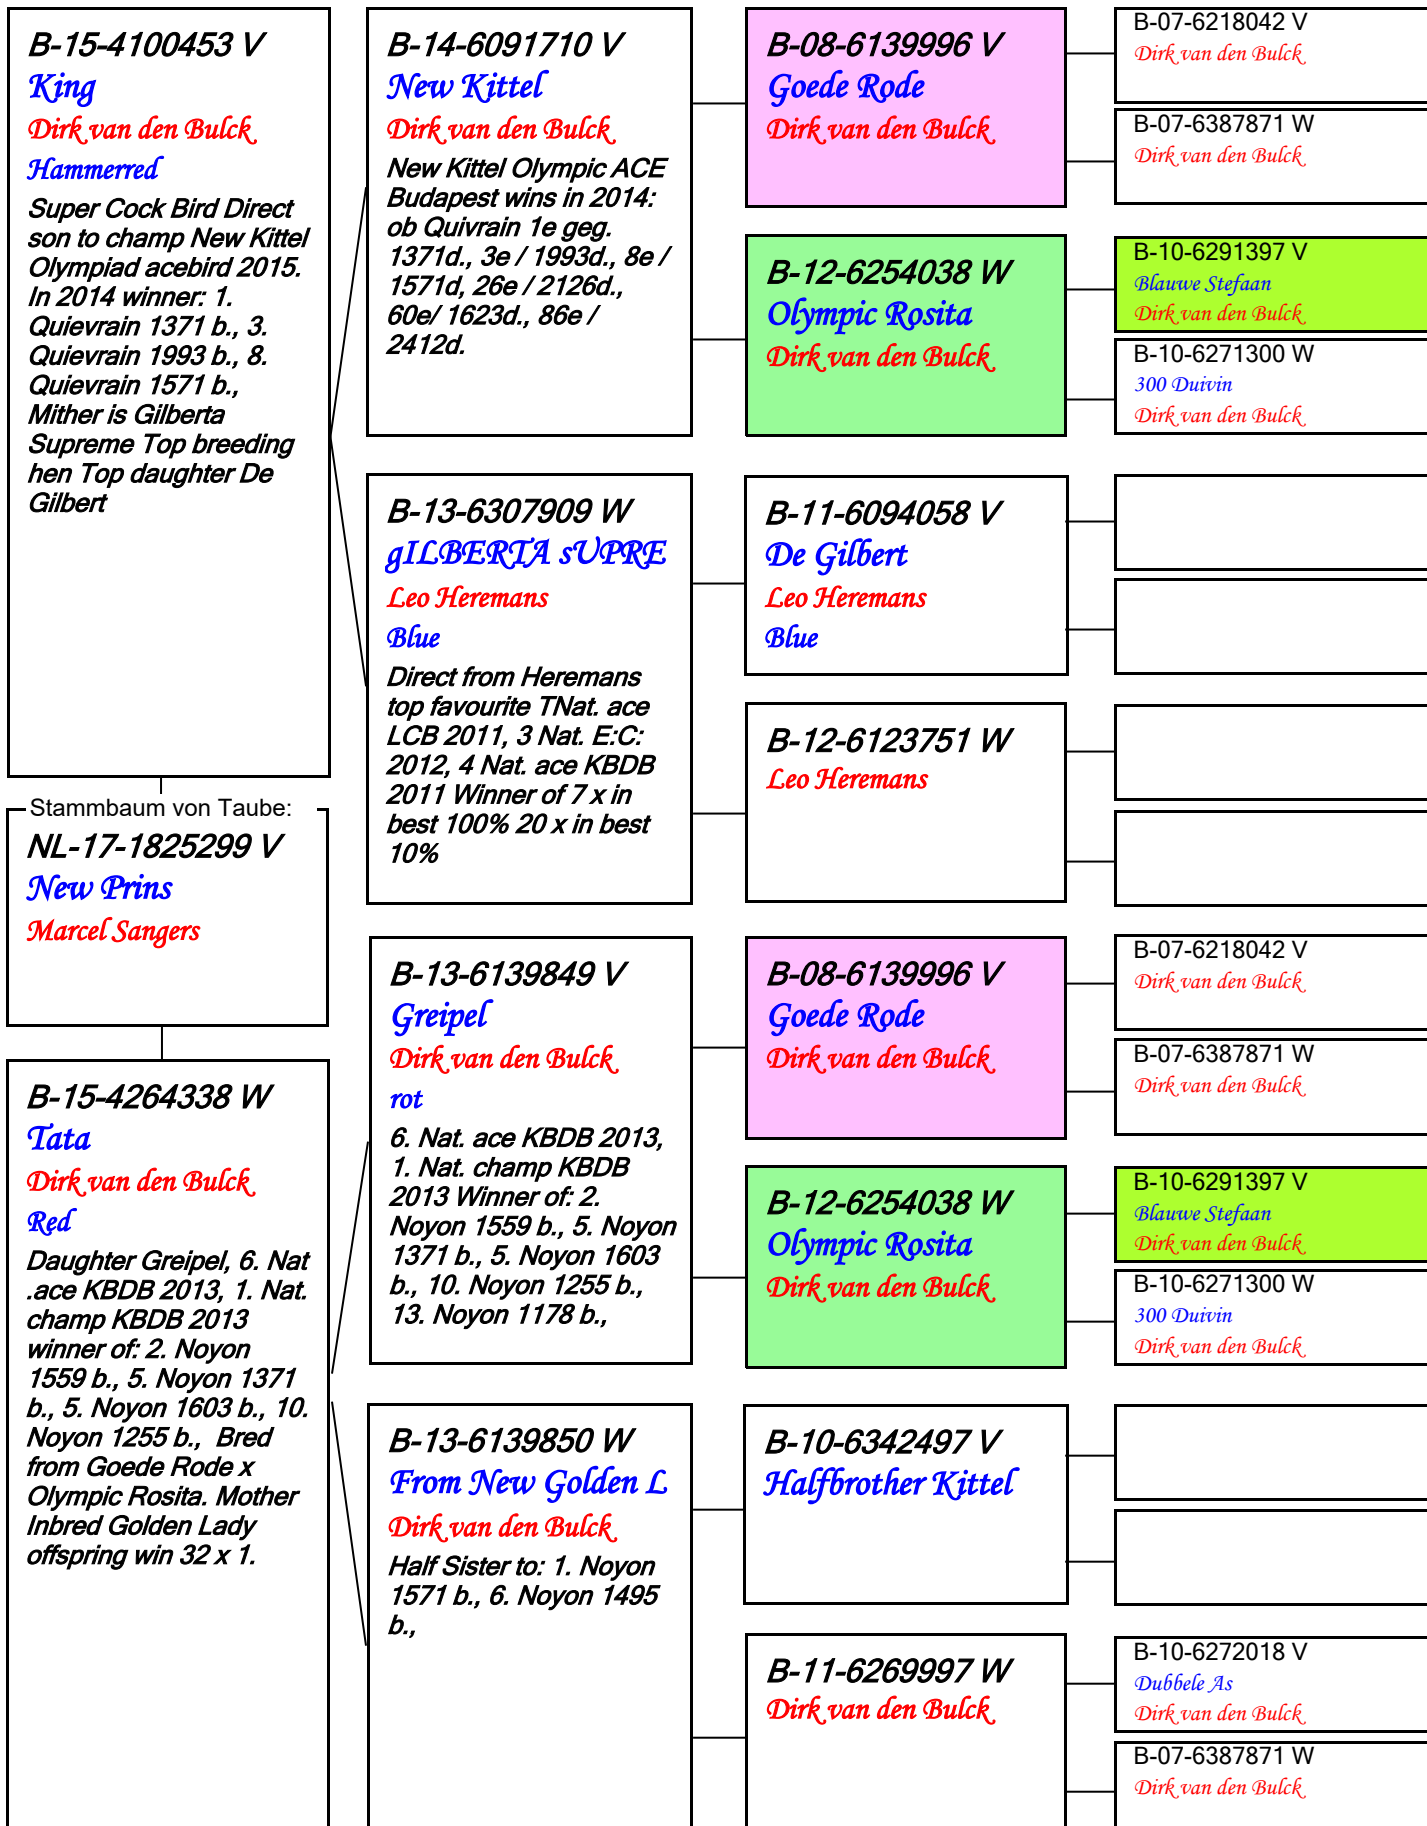 B-15-4100453 V
King
Dirk van den Bulck
Hammerred
Super Cock Bird Direct
son to champ New Kittel
Olympiad acebird 2015.
In 2014 winner: 1.
Quievrain 1371 b., 3.
Quievrain 1993 b., 8.
Quievrain 1571 b.,
Mither is Gilberta
Supreme Top breeding
hen Top daughter De
Gilbert
Stammbaum von Taube:
NL-17-1825299 V
New Prins
Marcel Sangers
B-15-4264338 W
Tata
Dirk van den Bulck
Red
Daughter Greipel, 6. Nat
.ace KBDB 2013, 1. Nat.
champ KBDB 2013
winner of: 2. Noyon
1559 b., 5. Noyon 1371
b., 5. Noyon 1603 b., 10.
Noyon 1255 b.,  Bred
from Goede Rode x
Olympic Rosita. Mother
Inbred Golden Lady
offspring win 32 x 1.
B-14-6091710 V
New Kittel
Dirk van den Bulck
New Kittel Olympic ACE
Budapest wins in 2014:
ob Quivrain 1e geg.
1371d., 3e / 1993d., 8e /
1571d, 26e / 2126d.,
60e/ 1623d., 86e /
2412d.
B-13-6307909 W
gILBERTA sUPRE
Leo Heremans
Blue
Direct from Heremans
top favourite TNat. ace
LCB 2011, 3 Nat. E:C:
2012, 4 Nat. ace KBDB
2011 Winner of 7 x in
best 100% 20 x in best
10%
B-13-6139849 V
Greipel
Dirk van den Bulck
rot
6. Nat. ace KBDB 2013,
1. Nat. champ KBDB
2013 Winner of: 2.
Noyon 1559 b., 5. Noyon
1371 b., 5. Noyon 1603
b., 10. Noyon 1255 b.,
13. Noyon 1178 b.,
B-13-6139850 W
From New Golden L
Dirk van den Bulck
Half Sister to: 1. Noyon
1571 b., 6. Noyon 1495
b.,
B-08-6139996 V
Goede Rode
Dirk van den Bulck
B-12-6254038 W
Olympic Rosita
Dirk van den Bulck
B-11-6094058 V
De Gilbert
Leo Heremans
Blue
B-12-6123751 W
Leo Heremans
B-08-6139996 V
Goede Rode
Dirk van den Bulck
B-12-6254038 W
Olympic Rosita
Dirk van den Bulck
B-10-6342497 V
Halfbrother Kittel
B-11-6269997 W
Dirk van den Bulck
B-07-6218042 V
Dirk van den Bulck
B-07-6387871 W
Dirk van den Bulck
B-10-6291397 V
Blauwe Stefaan
Dirk van den Bulck
B-10-6271300 W
300 Duivin
Dirk van den Bulck
B-07-6218042 V
Dirk van den Bulck
B-07-6387871 W
Dirk van den Bulck
B-10-6291397 V
Blauwe Stefaan
Dirk van den Bulck
B-10-6271300 W
300 Duivin
Dirk van den Bulck
B-10-6272018 V
Dubbele As
Dirk van den Bulck
B-07-6387871 W
Dirk van den Bulck